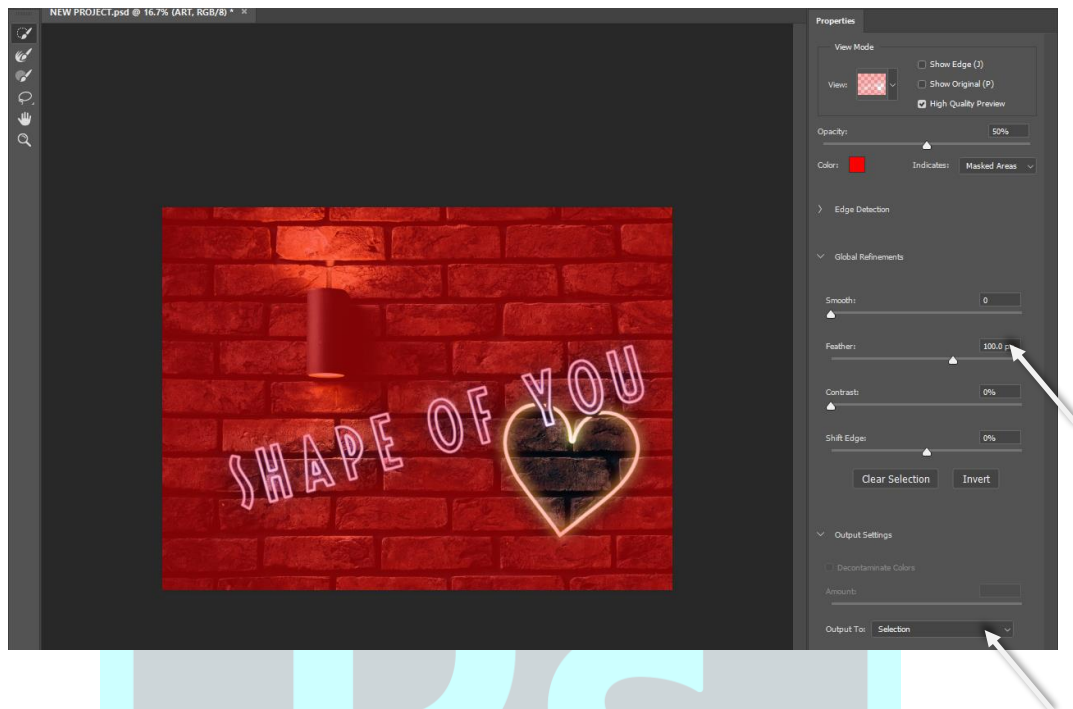 NEW PROJECT.psd @ 16.7% (ART, RGB/8) * ×
Properties
View Mode
Show Edge (J)
View:
Show Original (P)
High Quality Preview
Opacity:
50%
Color:
Indicates: Masked Areas
Edge Detection
Global Refinements
Smooth:
0
Feather:
100.0
Contrast:
0%
Shift Edge:
0%
Clear Selection Invert
Output Settings
Decontaminate Colors
Amount:
Output To: Selection
SHAPE OF YOU